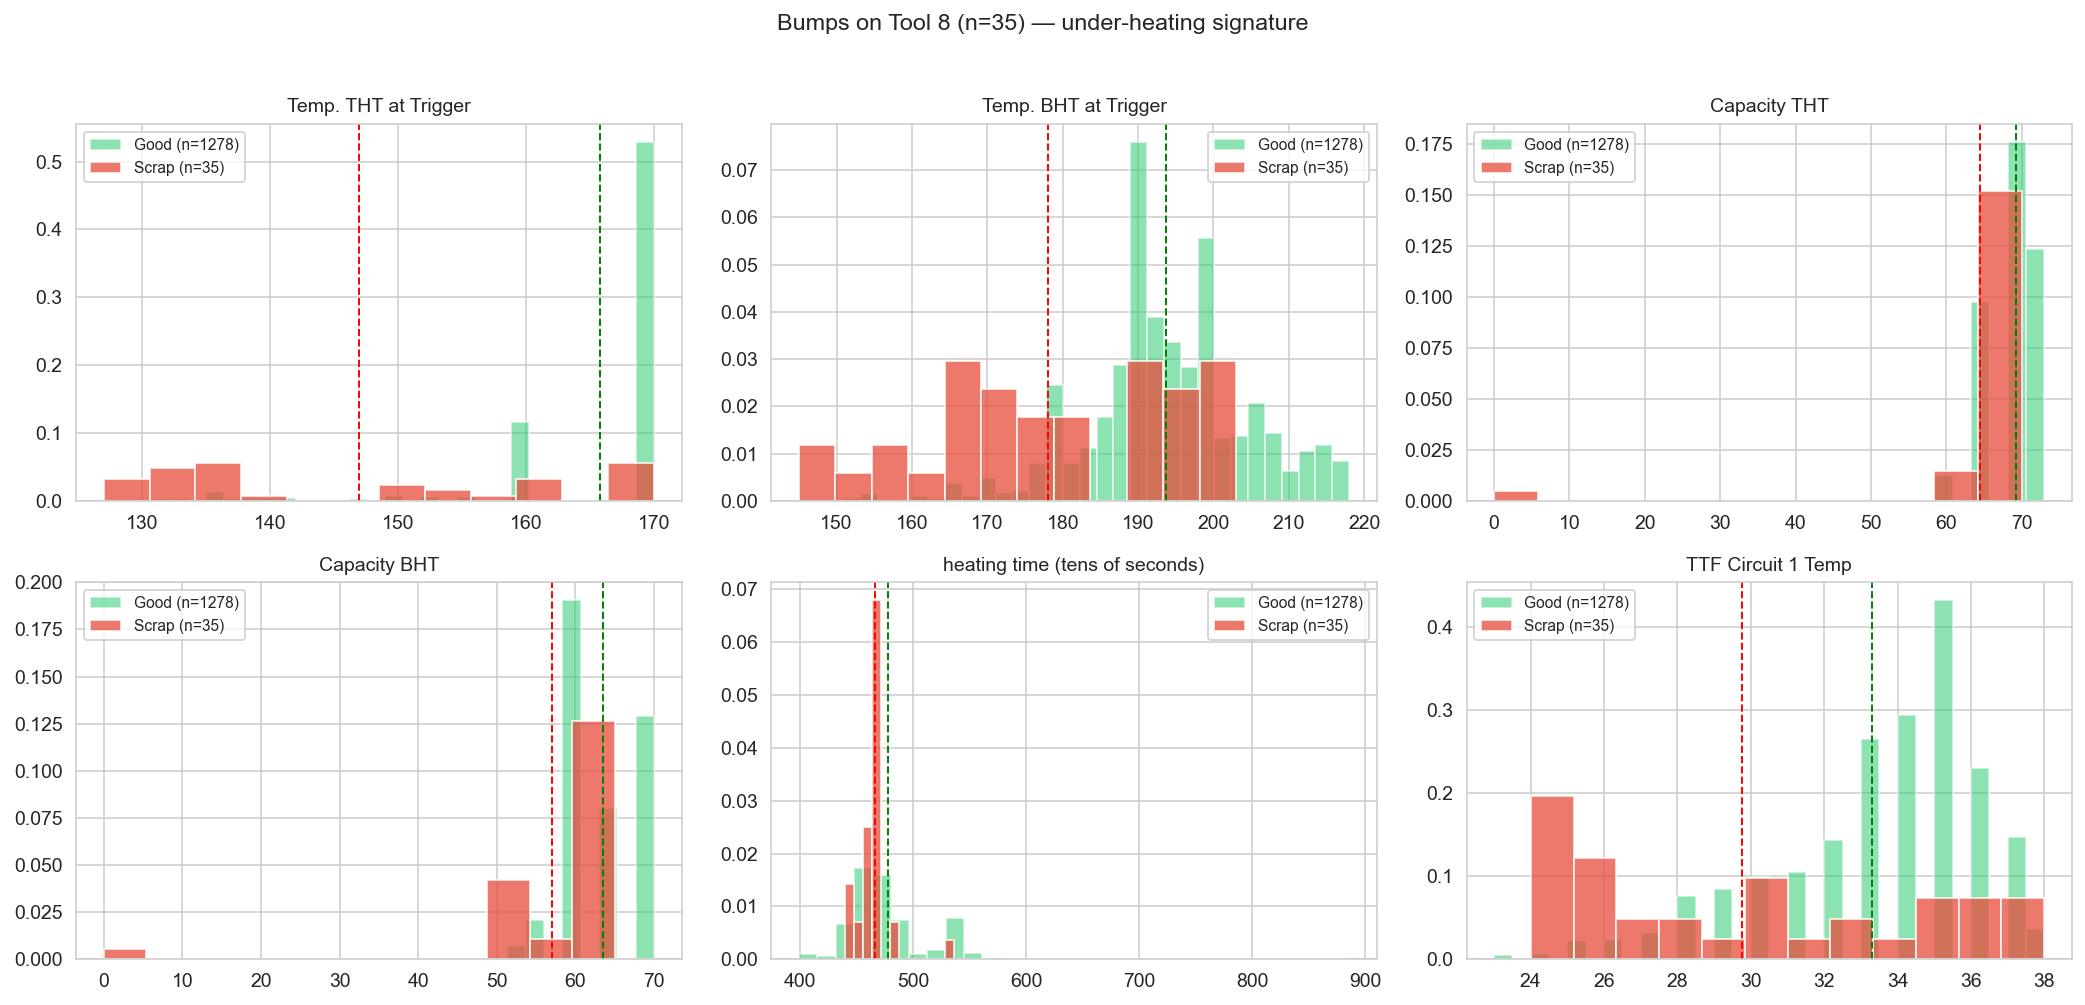 Bumps on Tool 8 (n=35) — under-heating signature
Temp. THT at Trigger
Good (n=1278)
Scrap (n=35)
0.5
0.4
0.3
0.2
0.1
0.0
130 140 150 160 170
Temp. BHT at Trigger
Good (n=1278)
Scrap (n=35)
0.07
0.06
0.05
0.04
0.03
0.02
0.01
0.00
150 160 170 180 190 200 210 220
Capacity THT
Good (n=1278)
Scrap (n=35)
0.175
0.150
0.125
0.100
0.075
0.050
0.025
0.000
0 10 20 30 40 50 60 70
Capacity BHT
Good (n=1278)
Scrap (n=35)
0.200
0.175
0.150
0.125
0.100
0.075
0.050
0.025
0.000
0 10 20 30 40 50 60 70
heating time (tens of seconds)
Good (n=1278)
Scrap (n=35)
0.07
0.06
0.05
0.04
0.03
0.02
0.01
0.00
400 500 600 700 800 900
TTF Circuit 1 Temp
Good (n=1278)
Scrap (n=35)
0.4
0.3
0.2
0.1
0.0
24 26 28 30 32 34 36 38